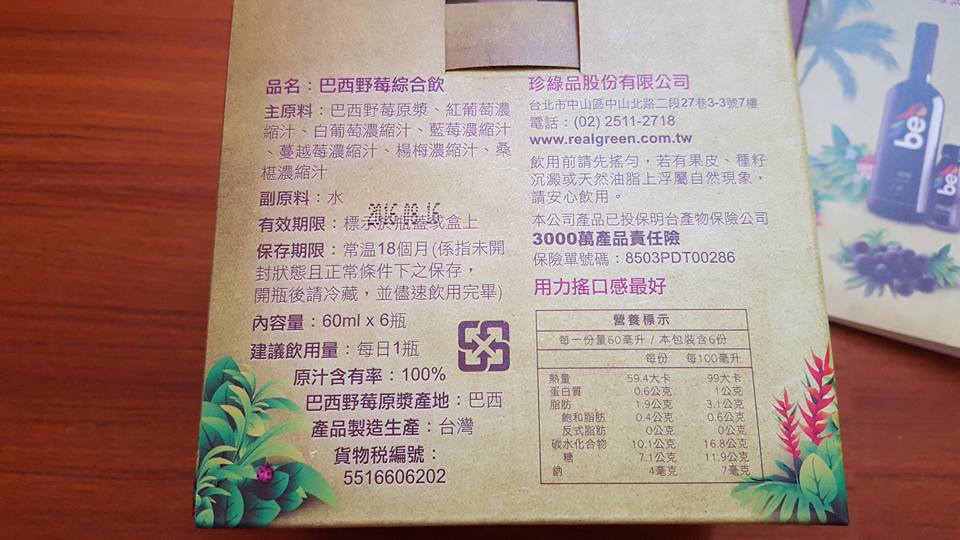 品名：巴西野莓綜合飲
主原料：巴西野莓原漿、紅葡萄濃
縮汁、白葡萄濃縮汁、藍莓濃縮汁
、蔓越莓濃縮汁、楊梅濃縮汁、桑
椹濃縮汁
副原料：水
2016.08.16
有效期限：標示於瓶蓋或盒上
保存期限：常温18個月(係指未開
封狀態且正常條件下之保存，
開瓶後請冷藏，並儘速飲用完畢)
內容量：60ml x 6瓶
建議飲用量：每日1瓶
原汁含有率：100%
巴西野莓原漿產地：巴西
產品製造生產：台灣
貨物税編號：
5516606202
珍綠品股份有限公司
台北市中山區中山北路二段27巷3-3號7樓
電話：(02) 2511-2718
www.realgreen.com.tw
飲用前請先搖勻，若有果皮、種籽
沉澱或天然油脂上浮屬自然現象，
請安心飲用。
本公司產品已投保明台產物保險公司
3000萬產品責任險
保險單號碼：8503PDT00286
用力搖口感最好
營養標示
每一份量60毫升 / 本包裝含6份
每份 每100毫升
熱量 59.4大卡 99大卡
蛋白質 0.6公克 1公克
脂肪 1.9公克 3.1公克
飽和脂肪 0.4公克 0.6公克
反式脂肪 0公克 0公克
碳水化合物 10.1公克 16.8公克
糖 7.1公克 11.9公克
鈉 4毫克 7毫克
be
be